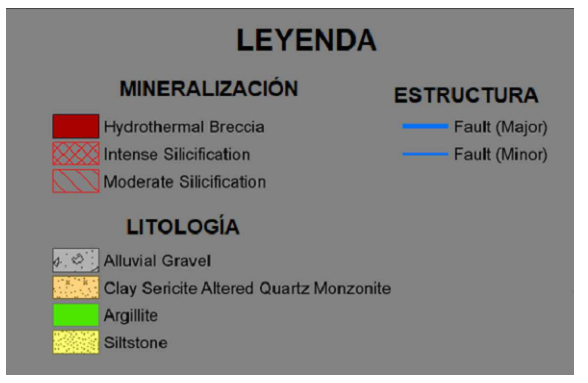 LEYENDA
MINERALIZACIÓN
Hydrothermal Breccia
Intense Silicification
Moderate Silicification
ESTRUCTURA
Fault (Major)
Fault (Minor)
LITOLOGÍA
Alluvial Gravel
Clay Sericite Altered Quartz Monzonite
Argillite
Siltstone